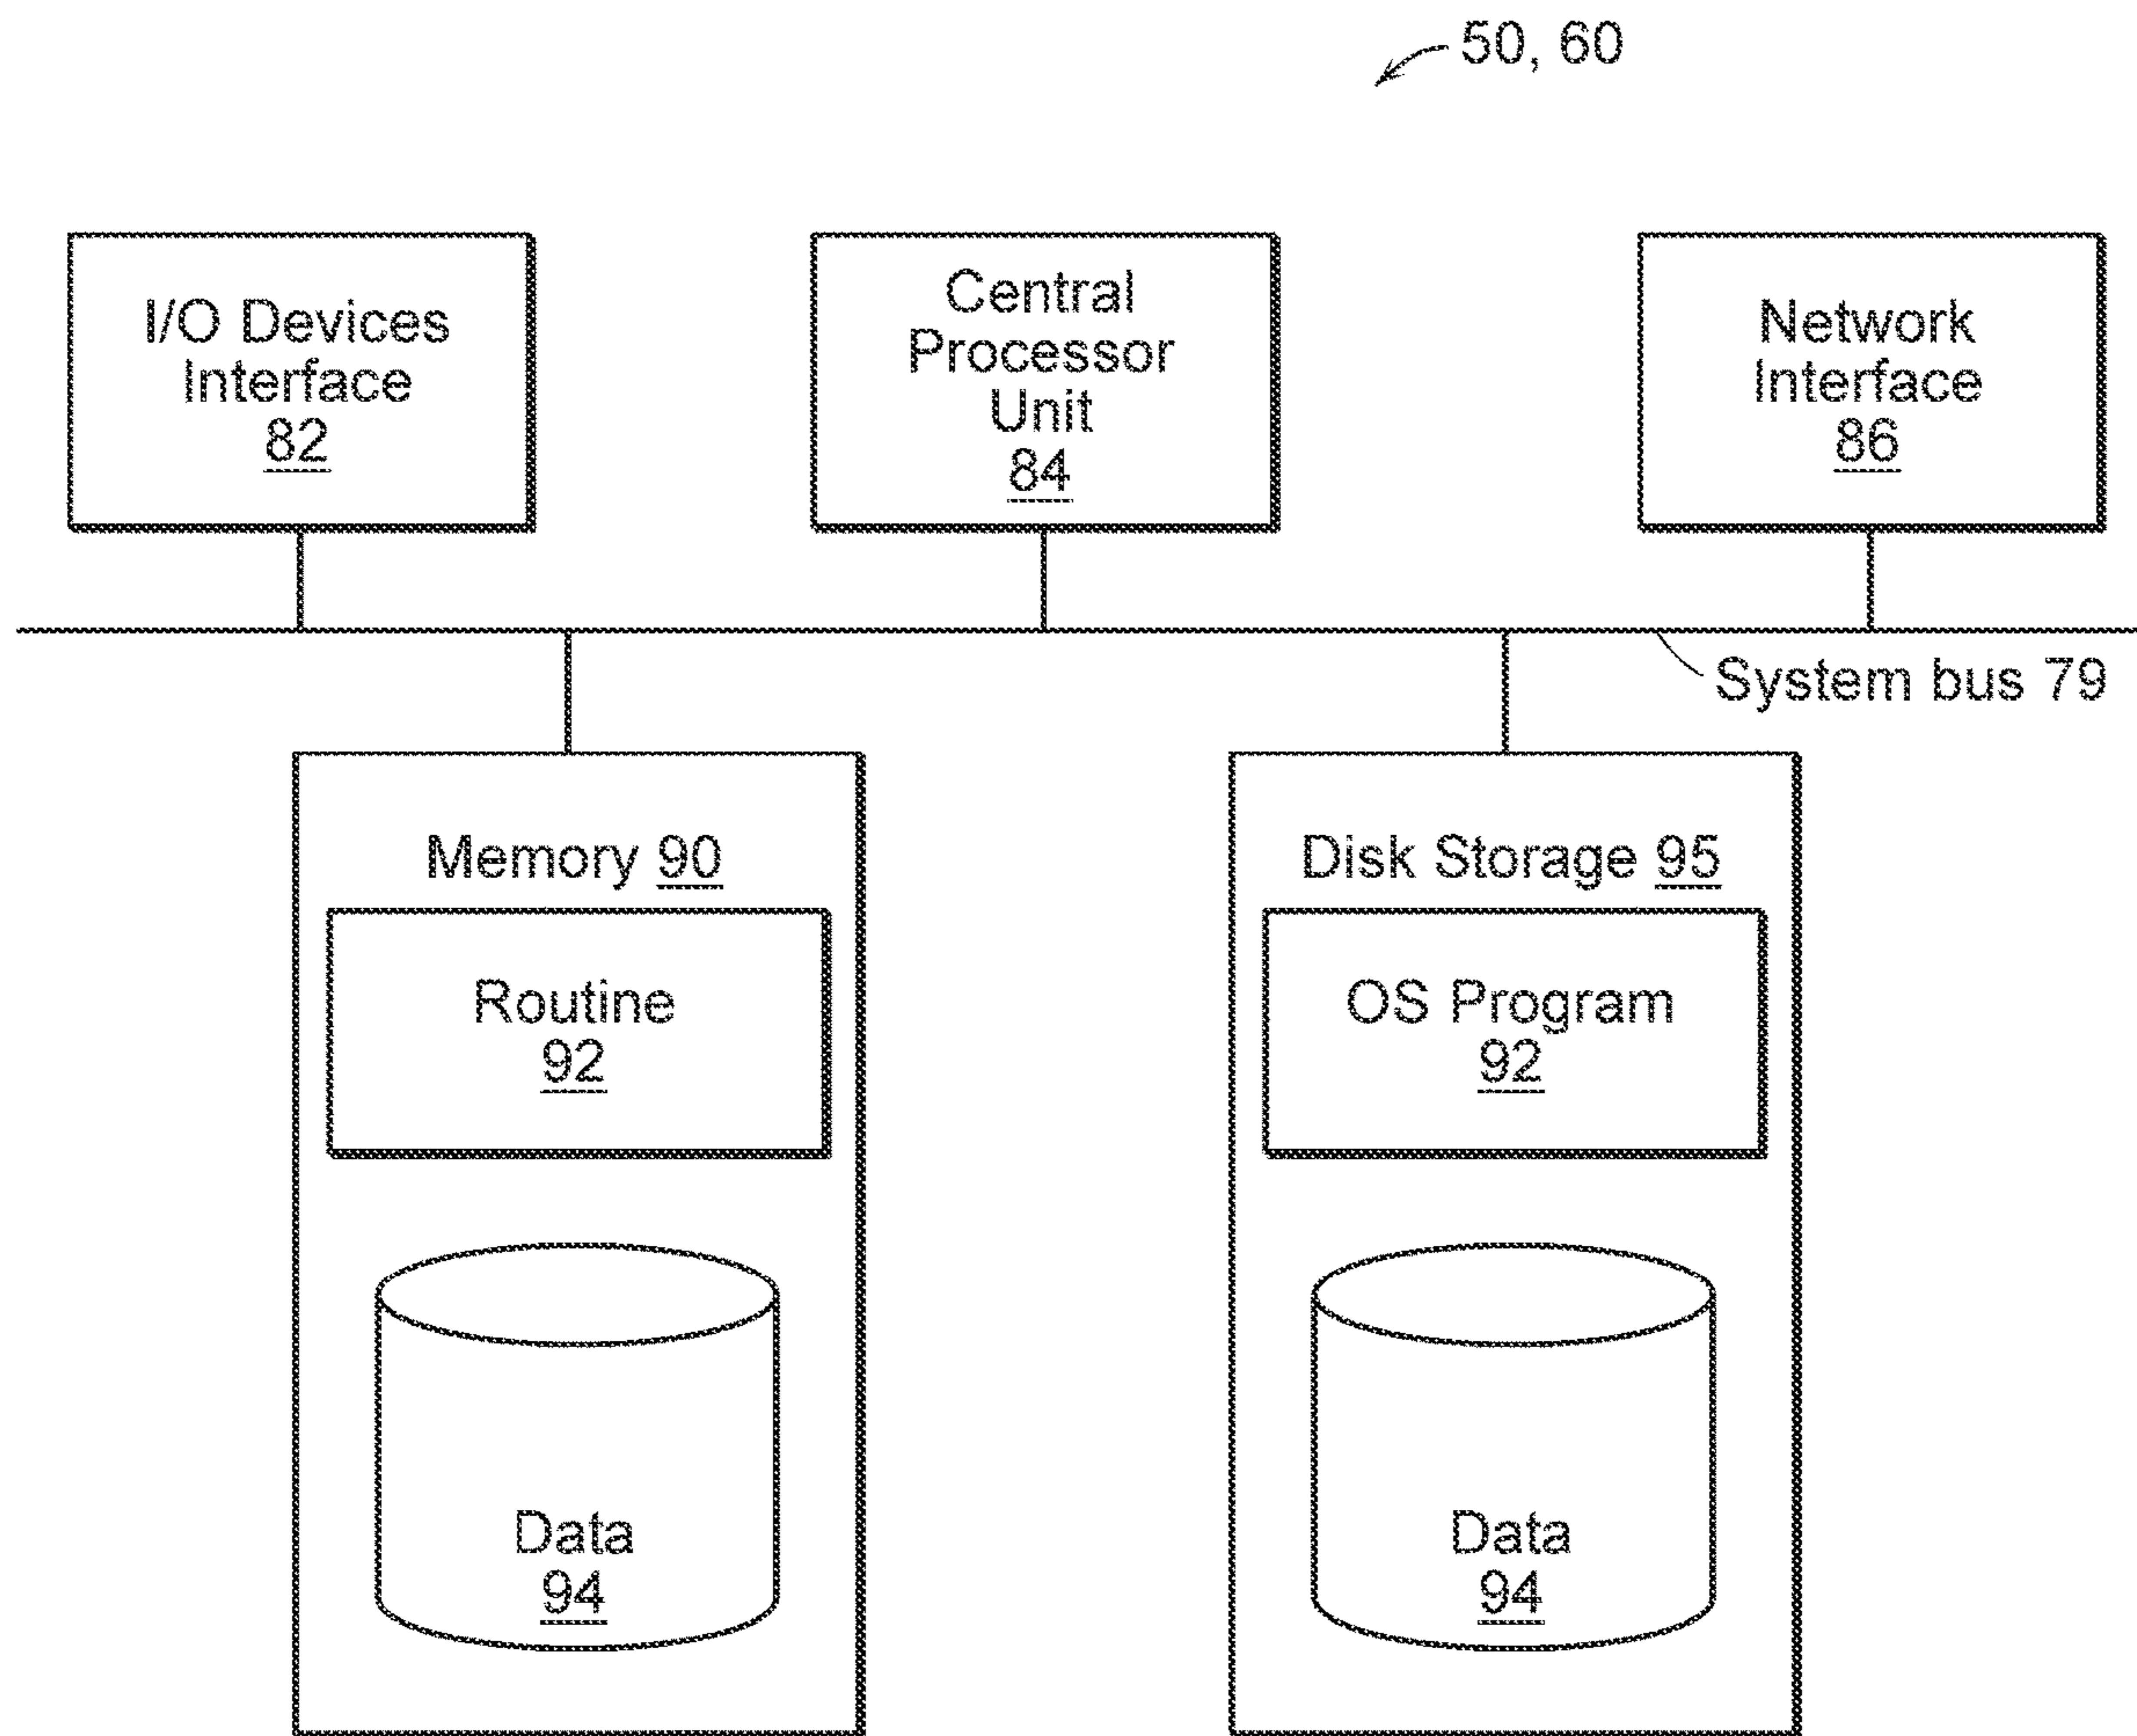 50, 60
I/O Devices
Interface
82
Central
Processor
Unit
84
Network
Interface
86
System bus 79
Memory 90
Routine
92
Data
94
Disk Storage 95
OS Program
92
Data
94